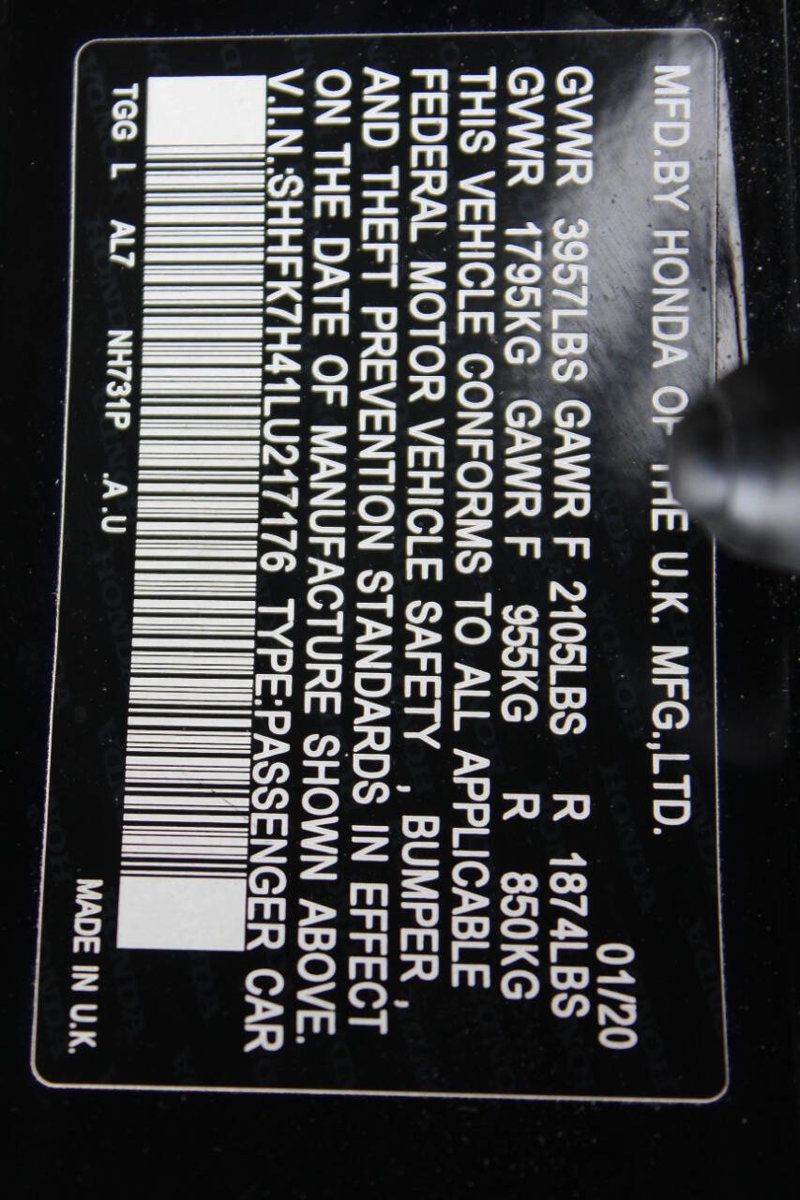 MFD.BY HONDA OF THE U.K. MFG.,LTD.
01/20
GVWR 3957LBS GAWR F 2105LBS R 1874LBS
GVWR 1795KG GAWR F 955KG R 850KG
THIS VEHICLE CONFORMS TO ALL APPLICABLE
FEDERAL MOTOR VEHICLE SAFETY , BUMPER ,
AND THEFT PREVENTION STANDARDS IN EFFECT
ON THE DATE OF MANUFACTURE SHOWN ABOVE.
V.I.N.:SHHFK7H41LU217176 TYPE:PASSENGER CAR
TGG L AL7 NH731P .A.U
MADE IN U.K.